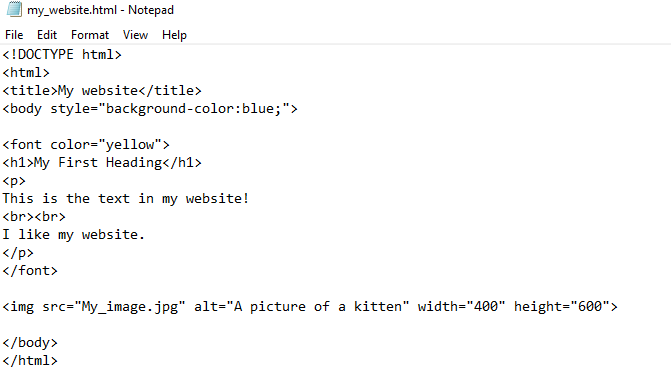 my_website.html - Notepad
File Edit Format View Help
<!DOCTYPE html>
<html>
<title>My website</title>
<body style="background-color:blue;">
<font color="yellow">
<h1>My First Heading</h1>
<p>
This is the text in my website!
<br><br>
I like my website.
</p>
</font>
<img src="My_image.jpg" alt="A picture of a kitten" width="400" height="600">
</body>
</html>